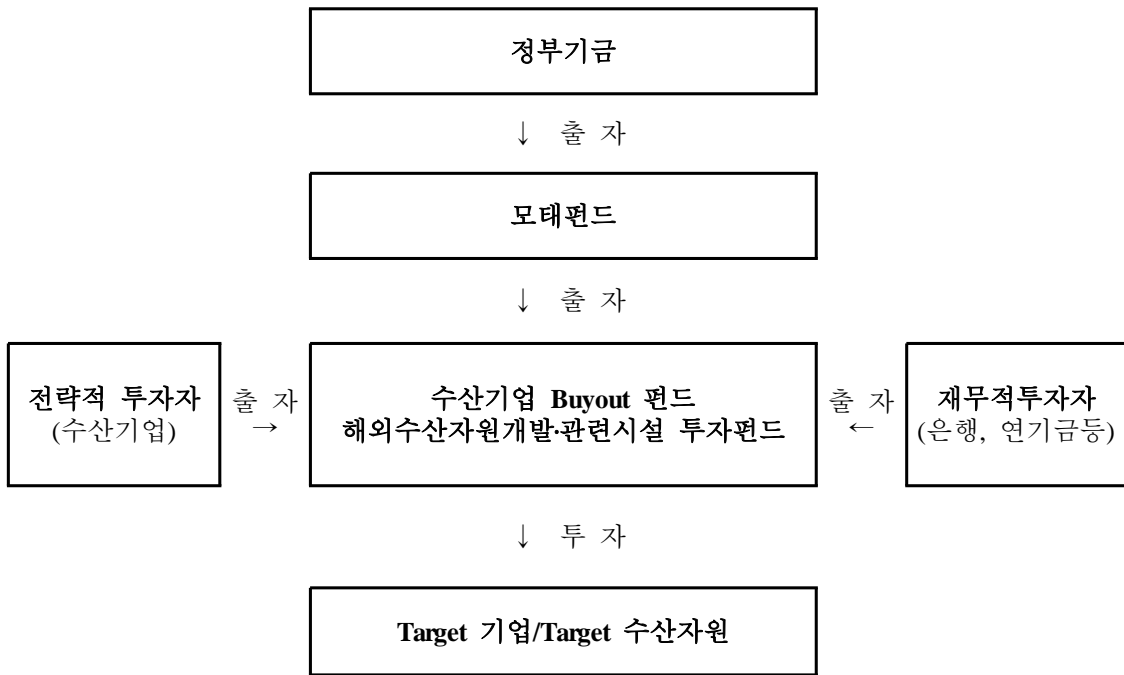 정부기금
↓ 출 자
모태펀드
↓ 출 자
전략적 투자자
(수산기업)
출 자
→
수산기업 Buyout 펀드
해외수산자원개발·관련시설 투자펀드
출 자
←
재무적투자자
(은행, 연기금등)
↓ 투 자
Target 기업/Target 수산자원